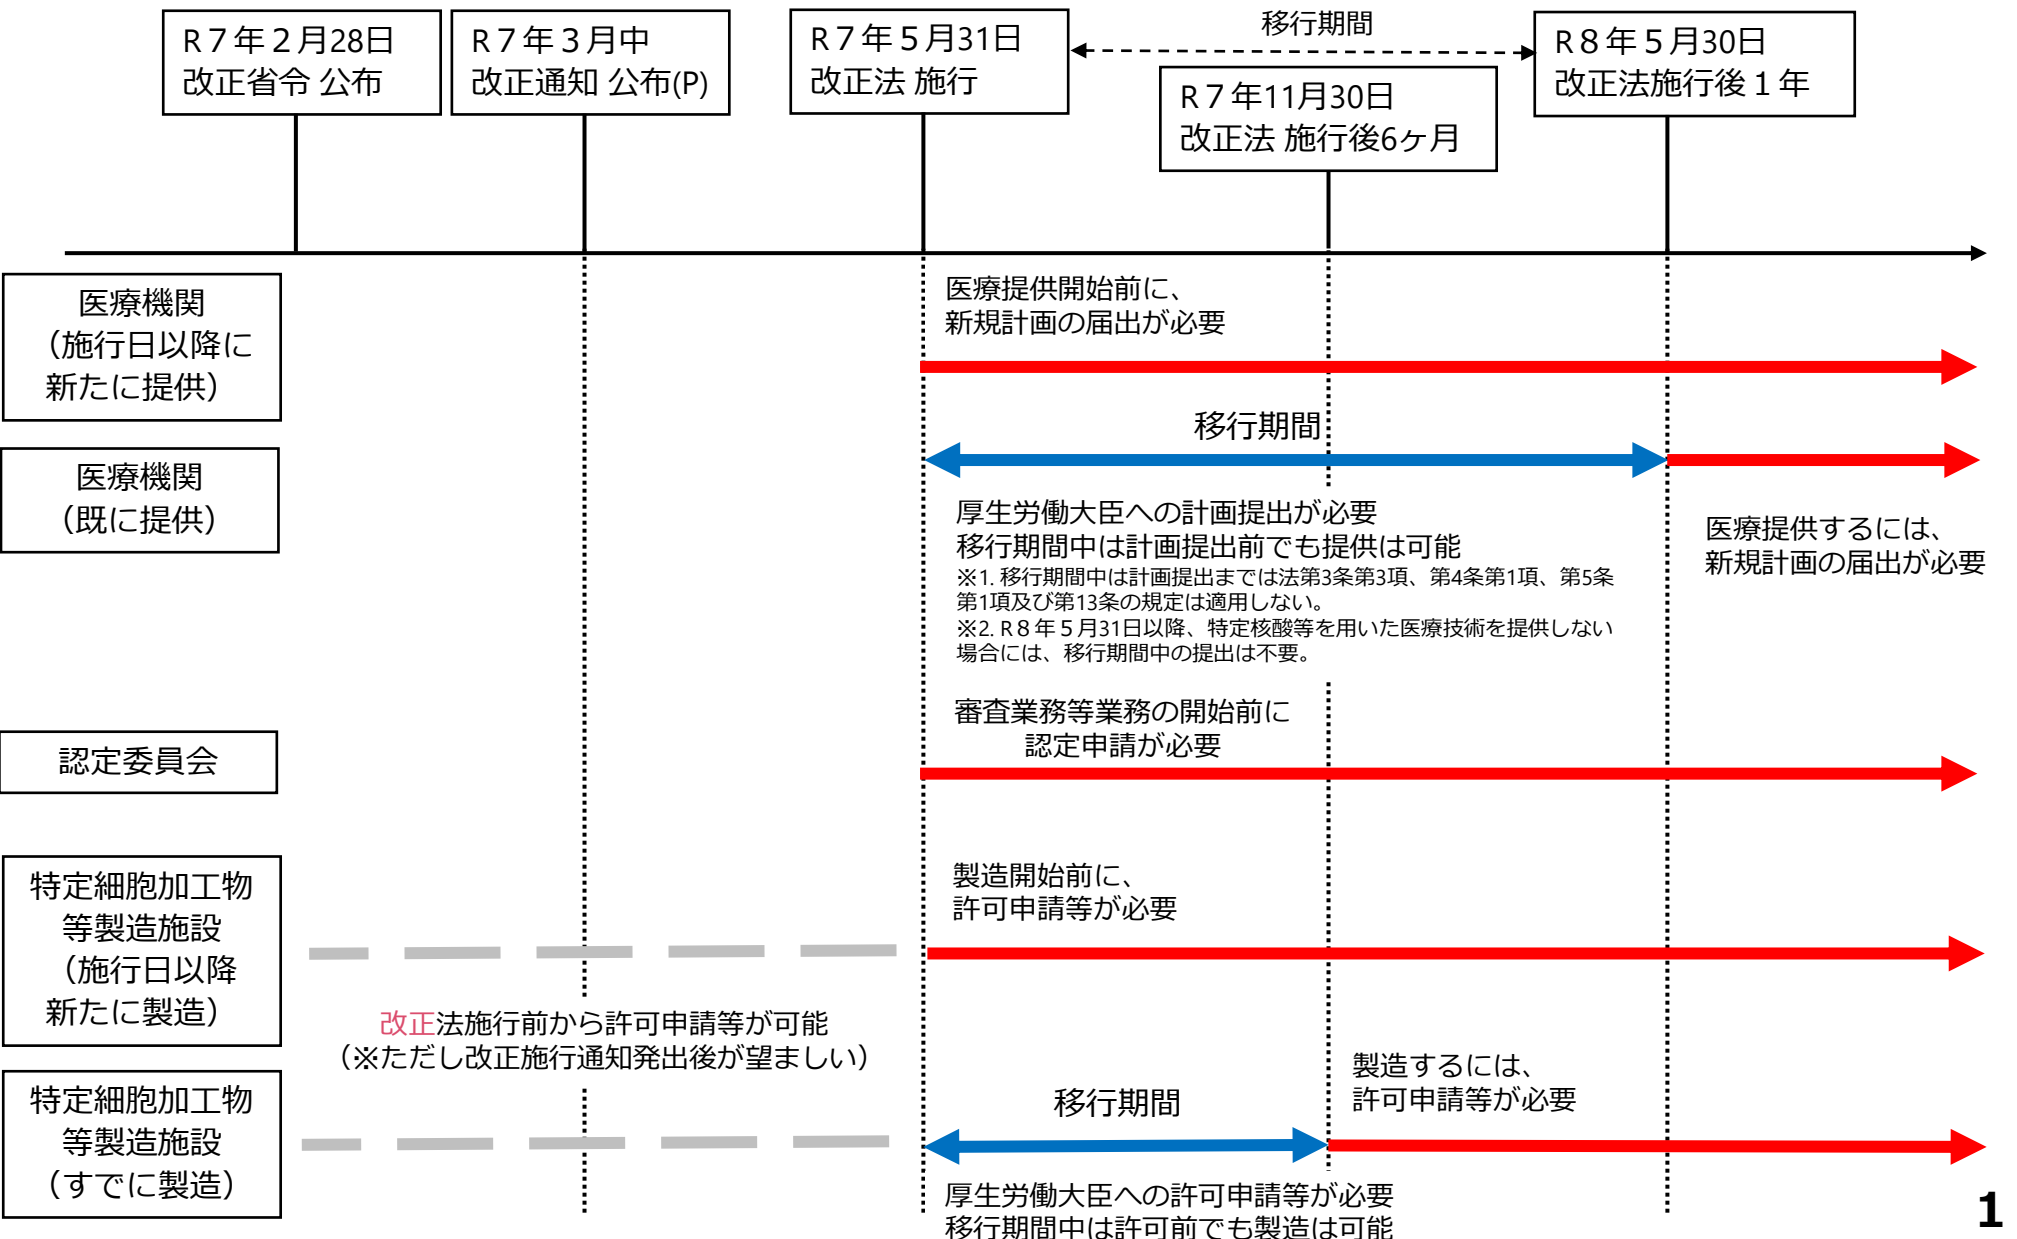 R７年２月28日
改正省令 公布
R７年３月中
改正通知 公布(P)
R７年５月31日
改正法 施行
移行期間
R７年11月30日
改正法 施行後6ヶ月
R８年５月30日
改正法施行後１年
医療機関
（施行日以降に
新たに提供）
医療提供開始前に、
新規計画の届出が必要
医療機関
（既に提供）
移行期間
厚生労働大臣への計画提出が必要
移行期間中は計画提出前でも提供は可能
※1. 移行期間中は計画提出までは法第3条第3項、第4条第1項、第5条
第1項及び第13条の規定は適用しない。
※2. R８年５月31日以降、特定核酸等を用いた医療技術を提供しない
場合には、移行期間中の提出は不要。
医療提供するには、
新規計画の届出が必要
認定委員会
審査業務等業務の開始前に
認定申請が必要
特定細胞加工物
等製造施設
（施行日以降
新たに製造）
製造開始前に、
許可申請等が必要
改正法施行前から許可申請等が可能
（※ただし改正施行通知発出後が望ましい）
特定細胞加工物
等製造施設
（すでに製造）
移行期間
製造するには、
許可申請等が必要
厚生労働大臣への許可申請等が必要
移行期間中は許可前でも製造は可能
1